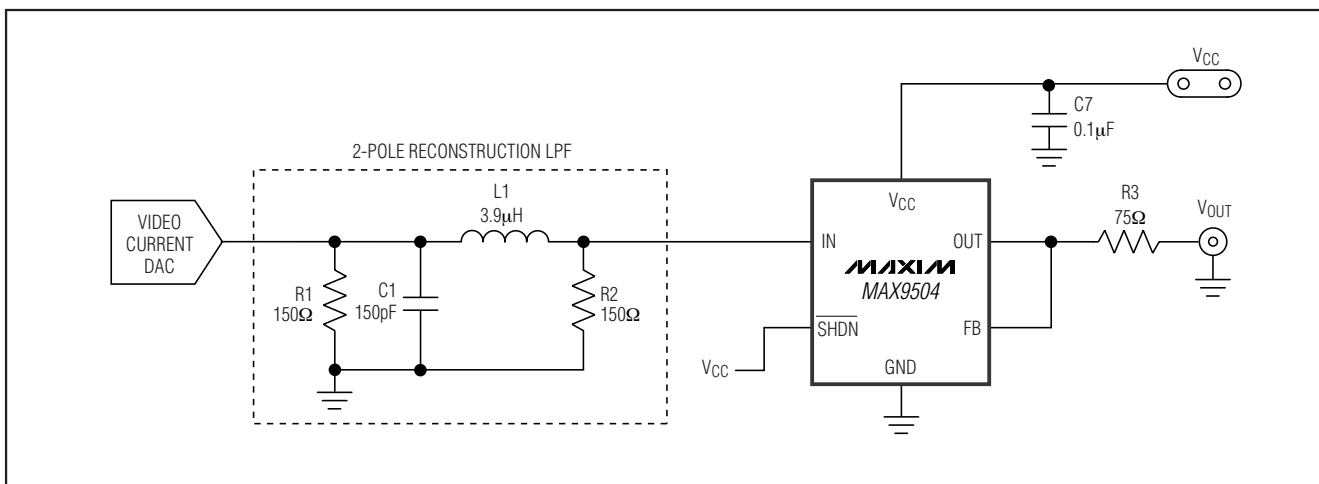 VCC
C7
0.1µF
2-POLE RECONSTRUCTION LPF
L1
3.9µH
VIDEO
CURRENT
DAC
R1
150Ω
C1
150pF
R2
150Ω
VCC
IN
OUT
MAXIM
MAX9504
SHDN
FB
GND
VCC
R3
75Ω
VOUT